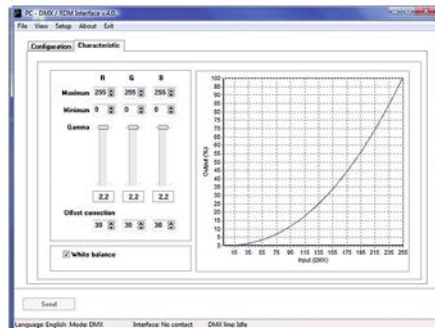 PC - DMX / RDM Interface v.4.0
File View Setup About Exit
Configuration Characteristic
R G B
Maximum 255 255 255
Minimum 0 0 0
Gamma
2,2 2,2 2,2
Offset correction
30 30 30
White balance
Output (%)
100
95
90
85
80
75
70
65
60
55
50
45
40
35
30
25
20
15
10
5
0
15 35 55 75 95 115 135 155 175 195 215 235 255
Input (DMX)
Send
Language: English Mode: DMX Interface: No contact DMX line: Idle